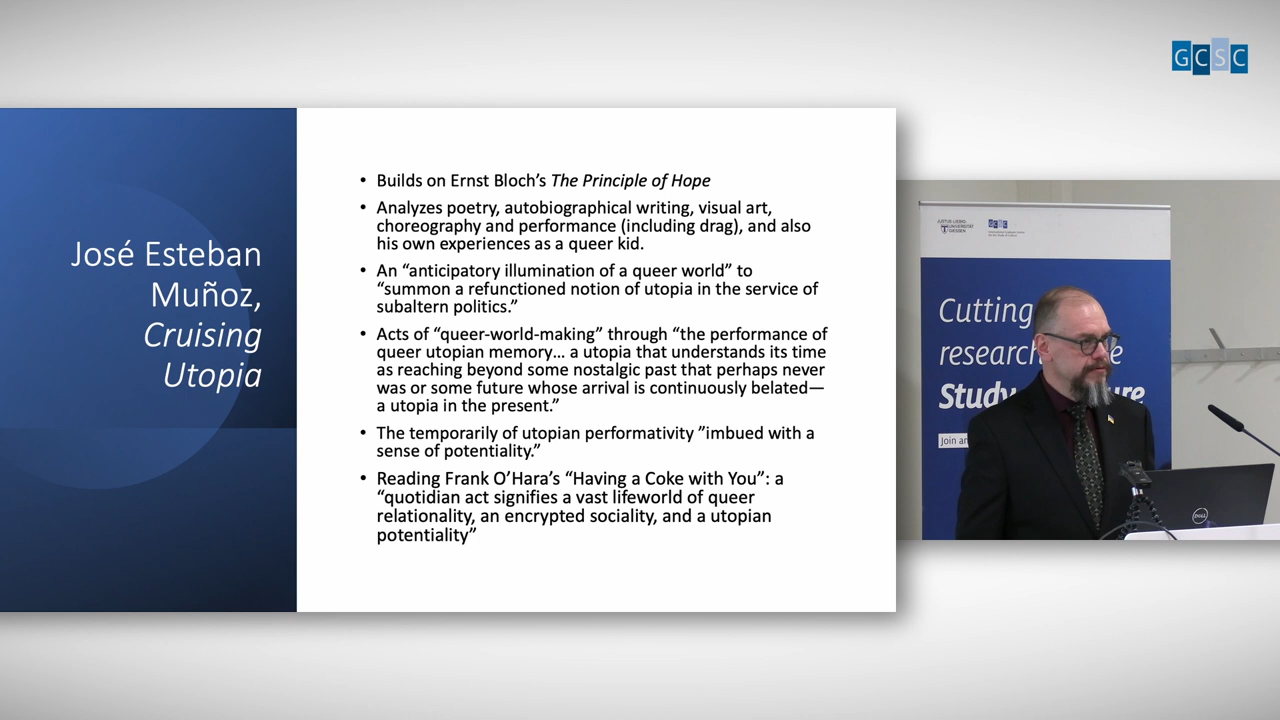 GCSC
José Esteban
Muñoz,
Cruising
Utopia
• Builds on Ernst Bloch’s The Principle of Hope
• Analyzes poetry, autobiographical writing, visual art,
choreography and performance (including drag), and also
his own experiences as a queer kid.
• An “anticipatory illumination of a queer world” to
“summon a refunctioned notion of utopia in the service of
subaltern politics.”
• Acts of “queer-world-making” through “the performance of
queer utopian memory… a utopia that understands its time
as reaching beyond some nostalgic past that perhaps never
was or some future whose arrival is continuously belated—
a utopia in the present.”
• The temporarily of utopian performativity ”imbued with a
sense of potentiality.”
• Reading Frank O’Hara’s “Having a Coke with You”: a
“quotidian act signifies a vast lifeworld of queer
relationality, an encrypted sociality, and a utopian
potentiality”
JUSTUS-LIEBIG-
UNIVERSITÄT
GIESSEN
GCSC
Cutting
research
Study
Join an
DELL